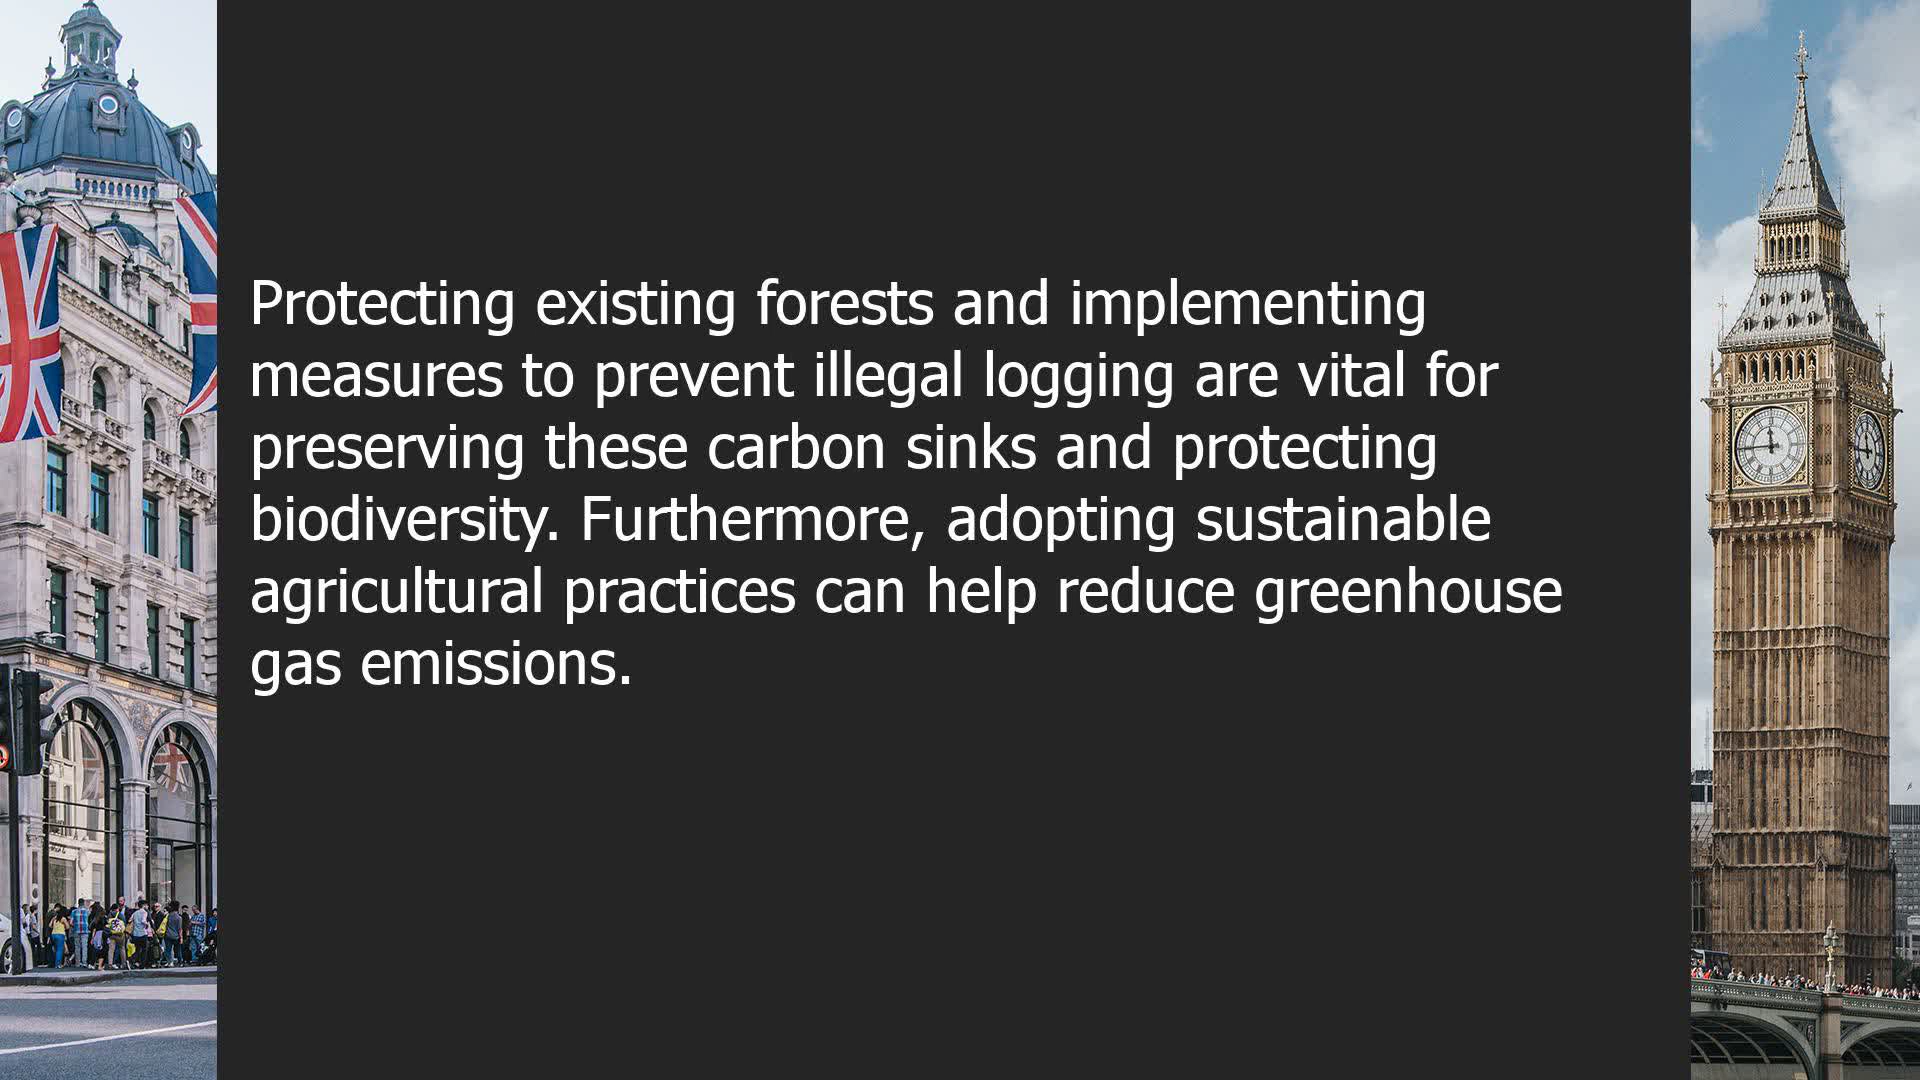 Protecting existing forests and implementing
measures to prevent illegal logging are vital for
preserving these carbon sinks and protecting
biodiversity. Furthermore, adopting sustainable
agricultural practices can help reduce greenhouse
gas emissions.